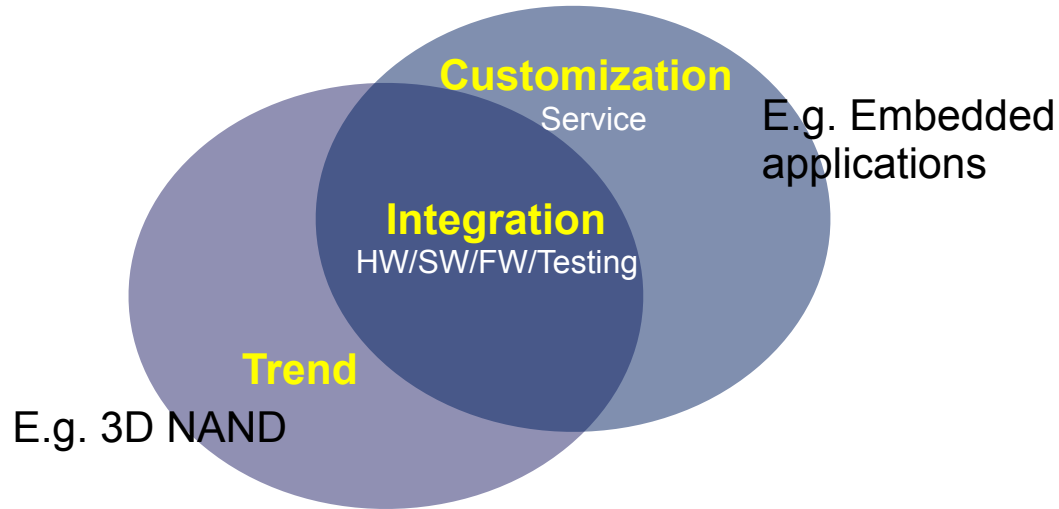 Customization
Service
E.g. Embedded
applications
Integration
HW/SW/FW/Testing
Trend
E.g. 3D NAND